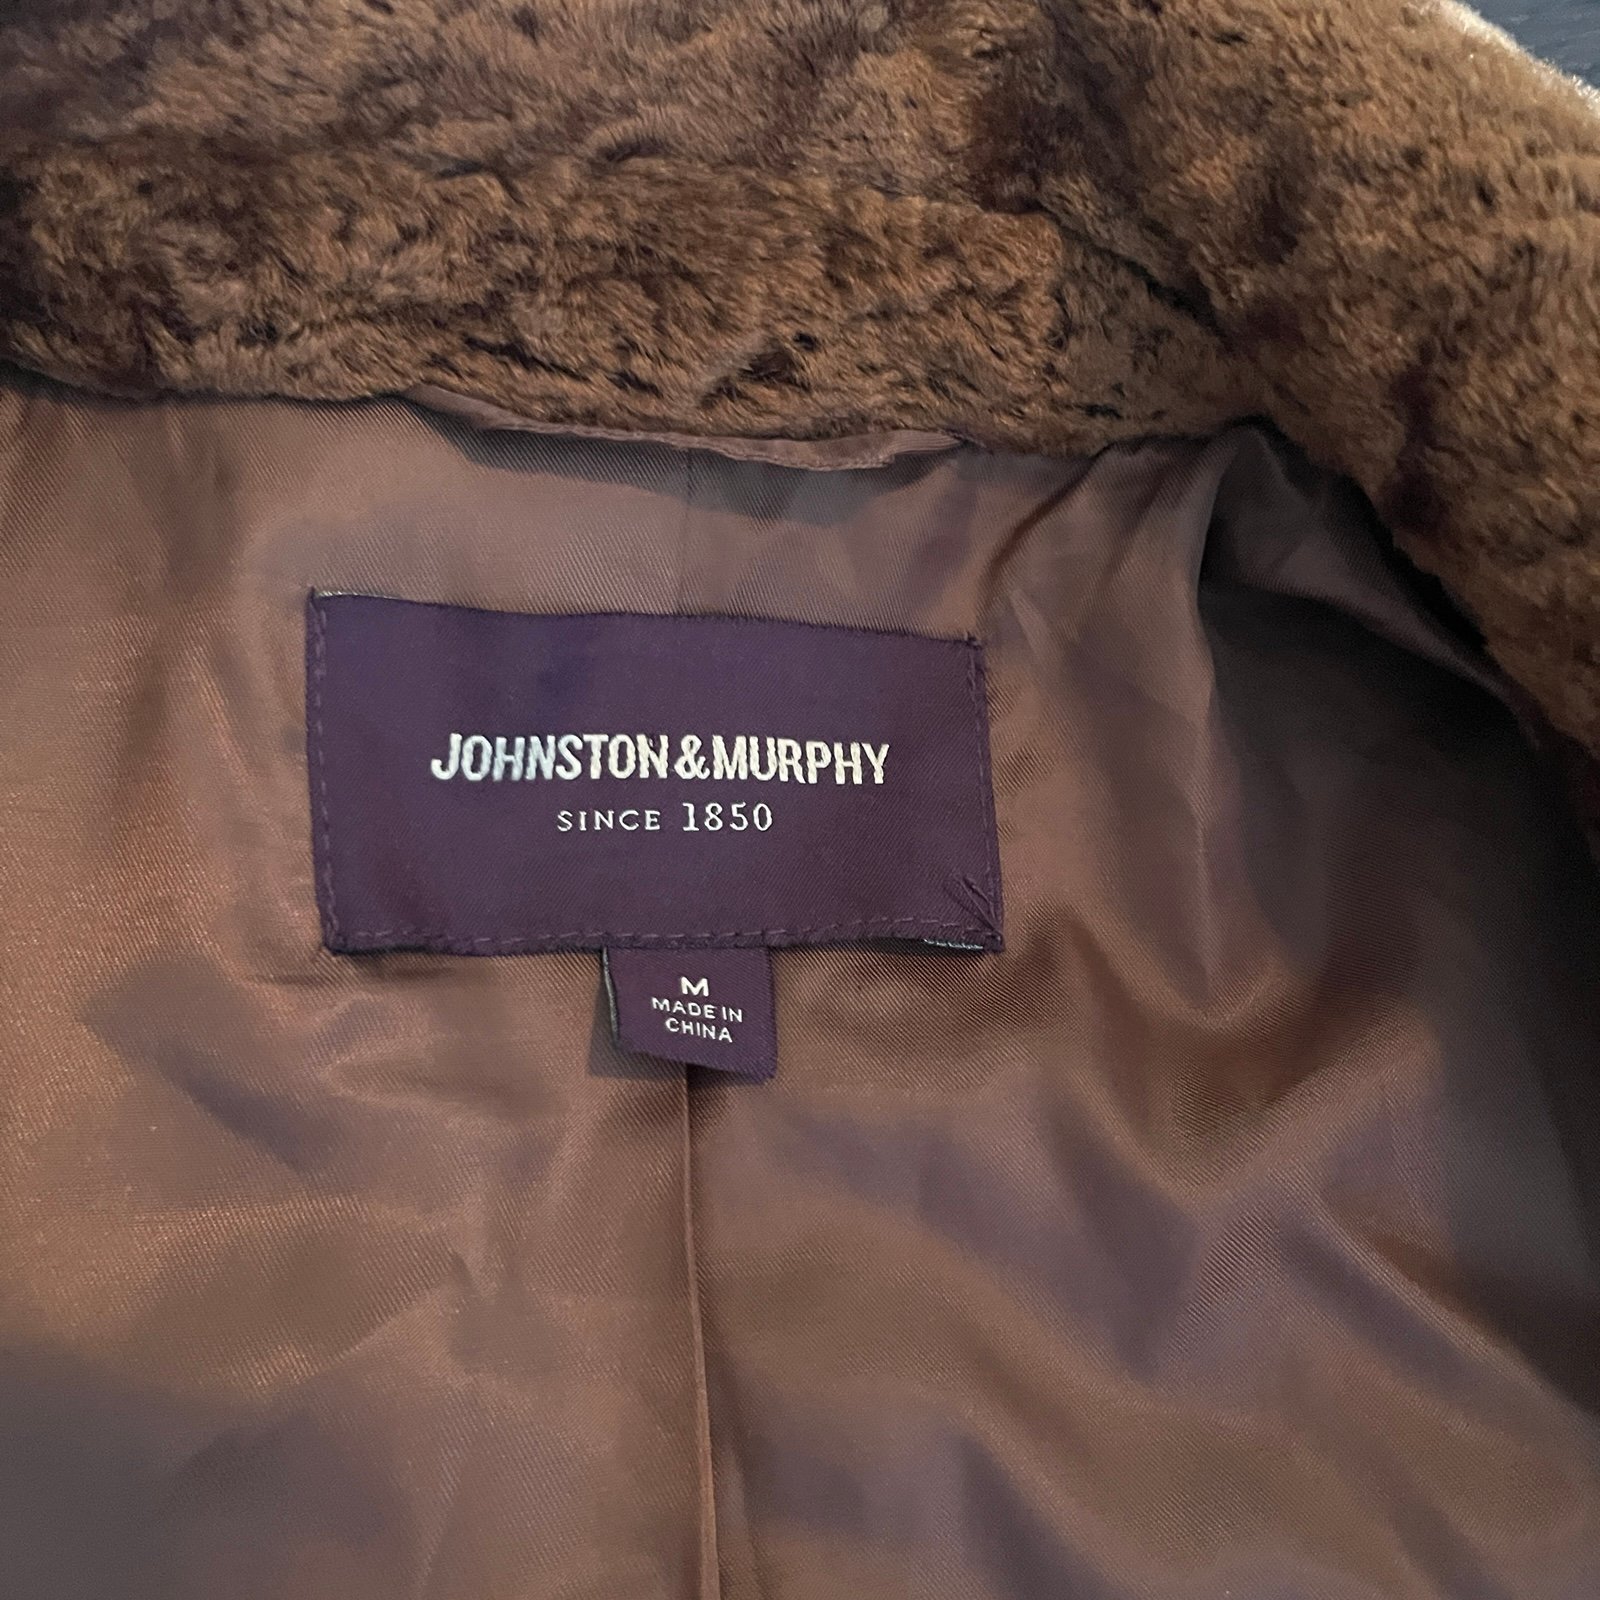 JOHNSTON & MURPHY
SINCE 1850
M
MADE IN
CHINA